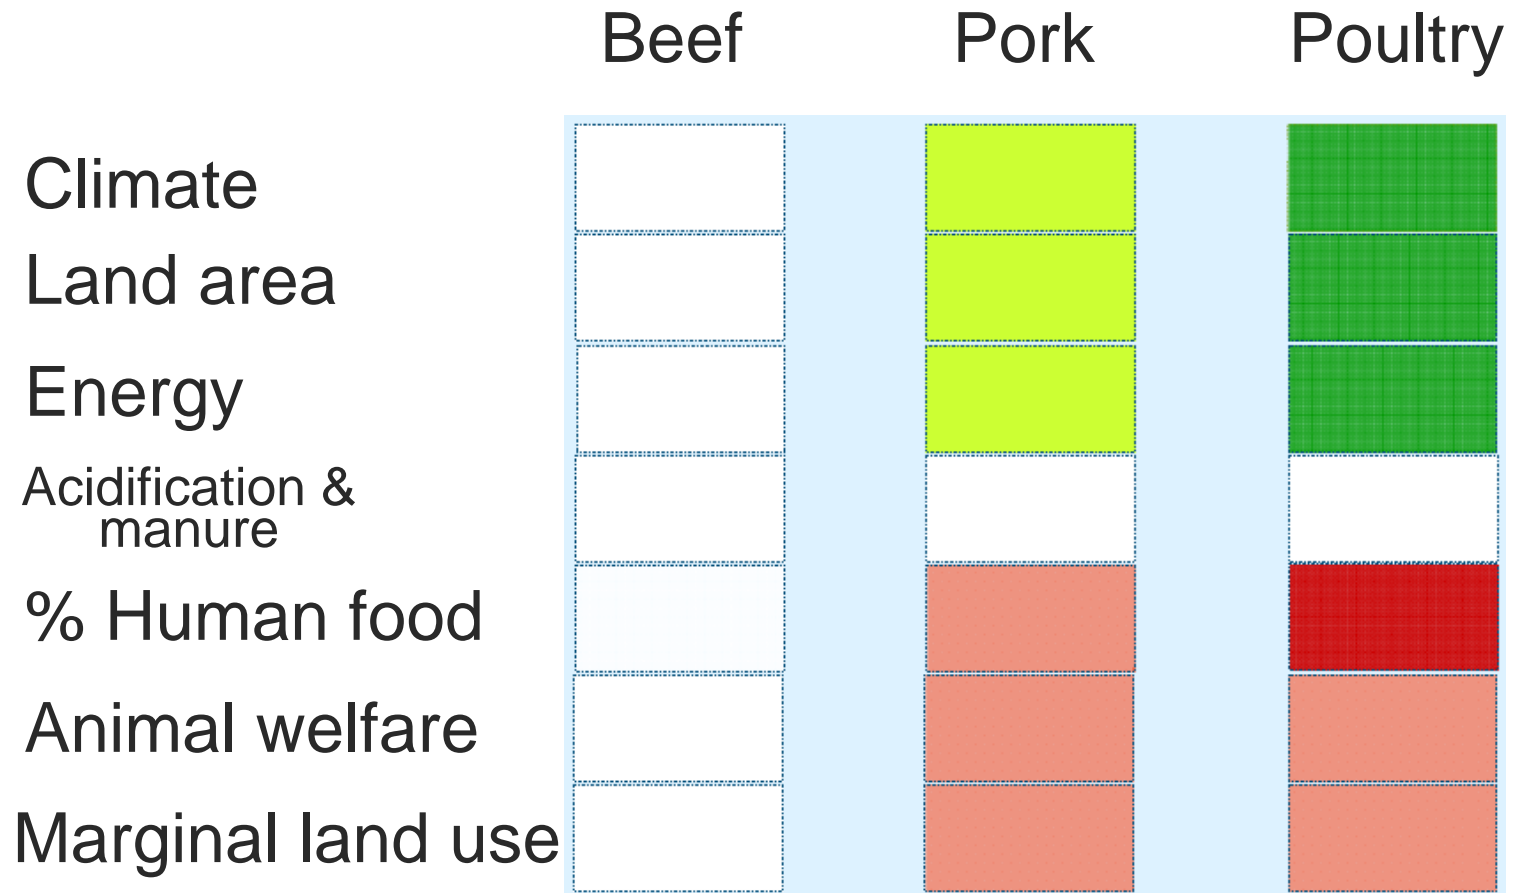 Beef Pork Poultry
Climate
Land area
Energy
Acidification &
manure
% Human food
Animal welfare
Marginal land use